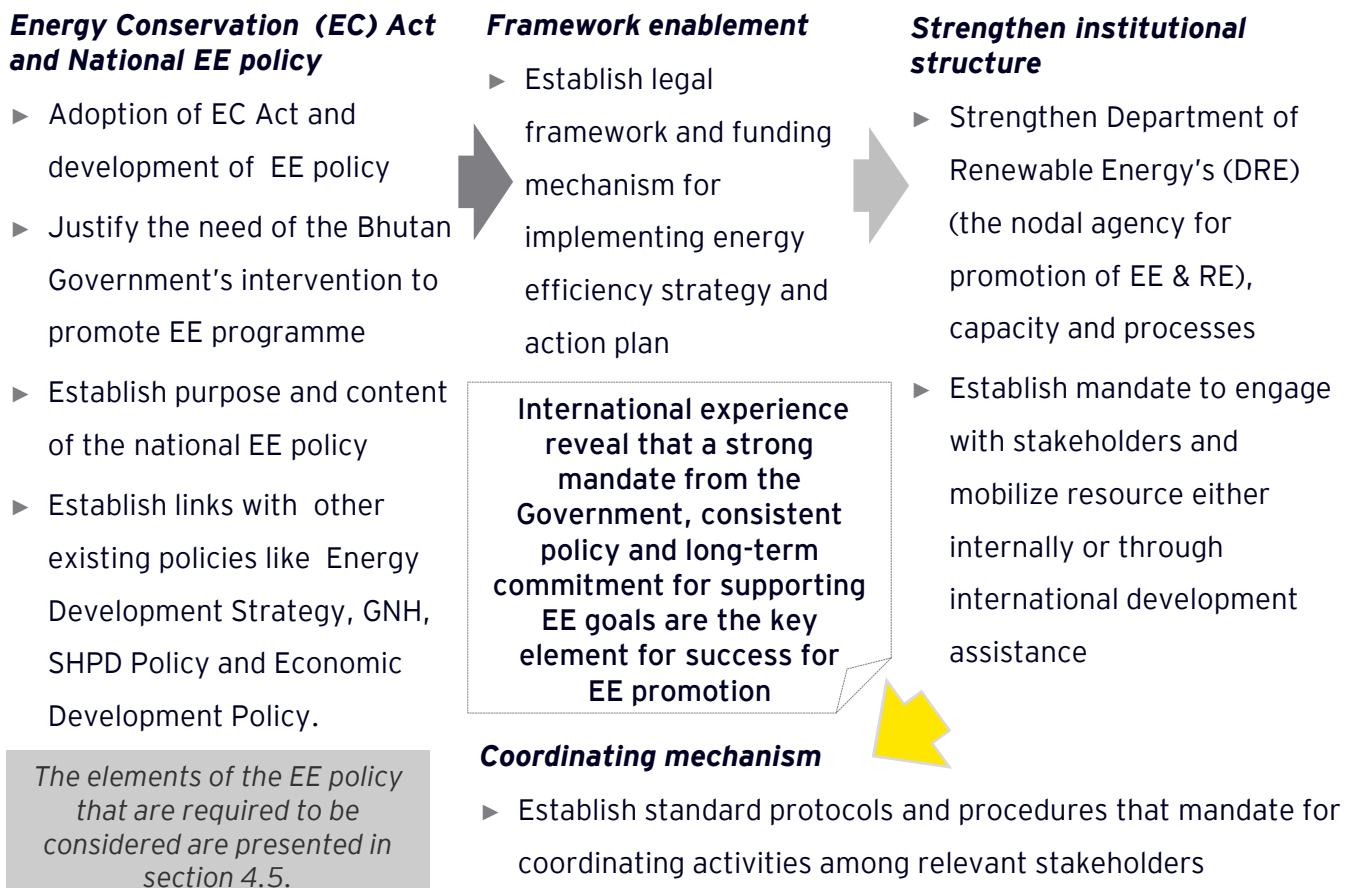 Energy Conservation (EC) Act
and National EE policy
► Adoption of EC Act and
development of EE policy
► Justify the need of the Bhutan
Government's intervention to
promote EE programme
► Establish purpose and content
of the national EE policy
► Establish links with other
existing policies like Energy
Development Strategy, GNH,
SHPD Policy and Economic
Development Policy.
The elements of the EE policy
that are required to be
considered are presented in
section 4.5.
Framework enablement
► Establish legal
framework and funding
mechanism for
implementing energy
efficiency strategy and
action plan
International experience
reveal that a strong
mandate from the
Government, consistent
policy and long-term
commitment for supporting
EE goals are the key
element for success for
EE promotion
Strengthen institutional
structure
► Strengthen Department of
Renewable Energy's (DRE)
(the nodal agency for
promotion of EE & RE),
capacity and processes
► Establish mandate to engage
with stakeholders and
mobilize resource either
internally or through
international development
assistance
Coordinating mechanism
► Establish standard protocols and procedures that mandate for
coordinating activities among relevant stakeholders